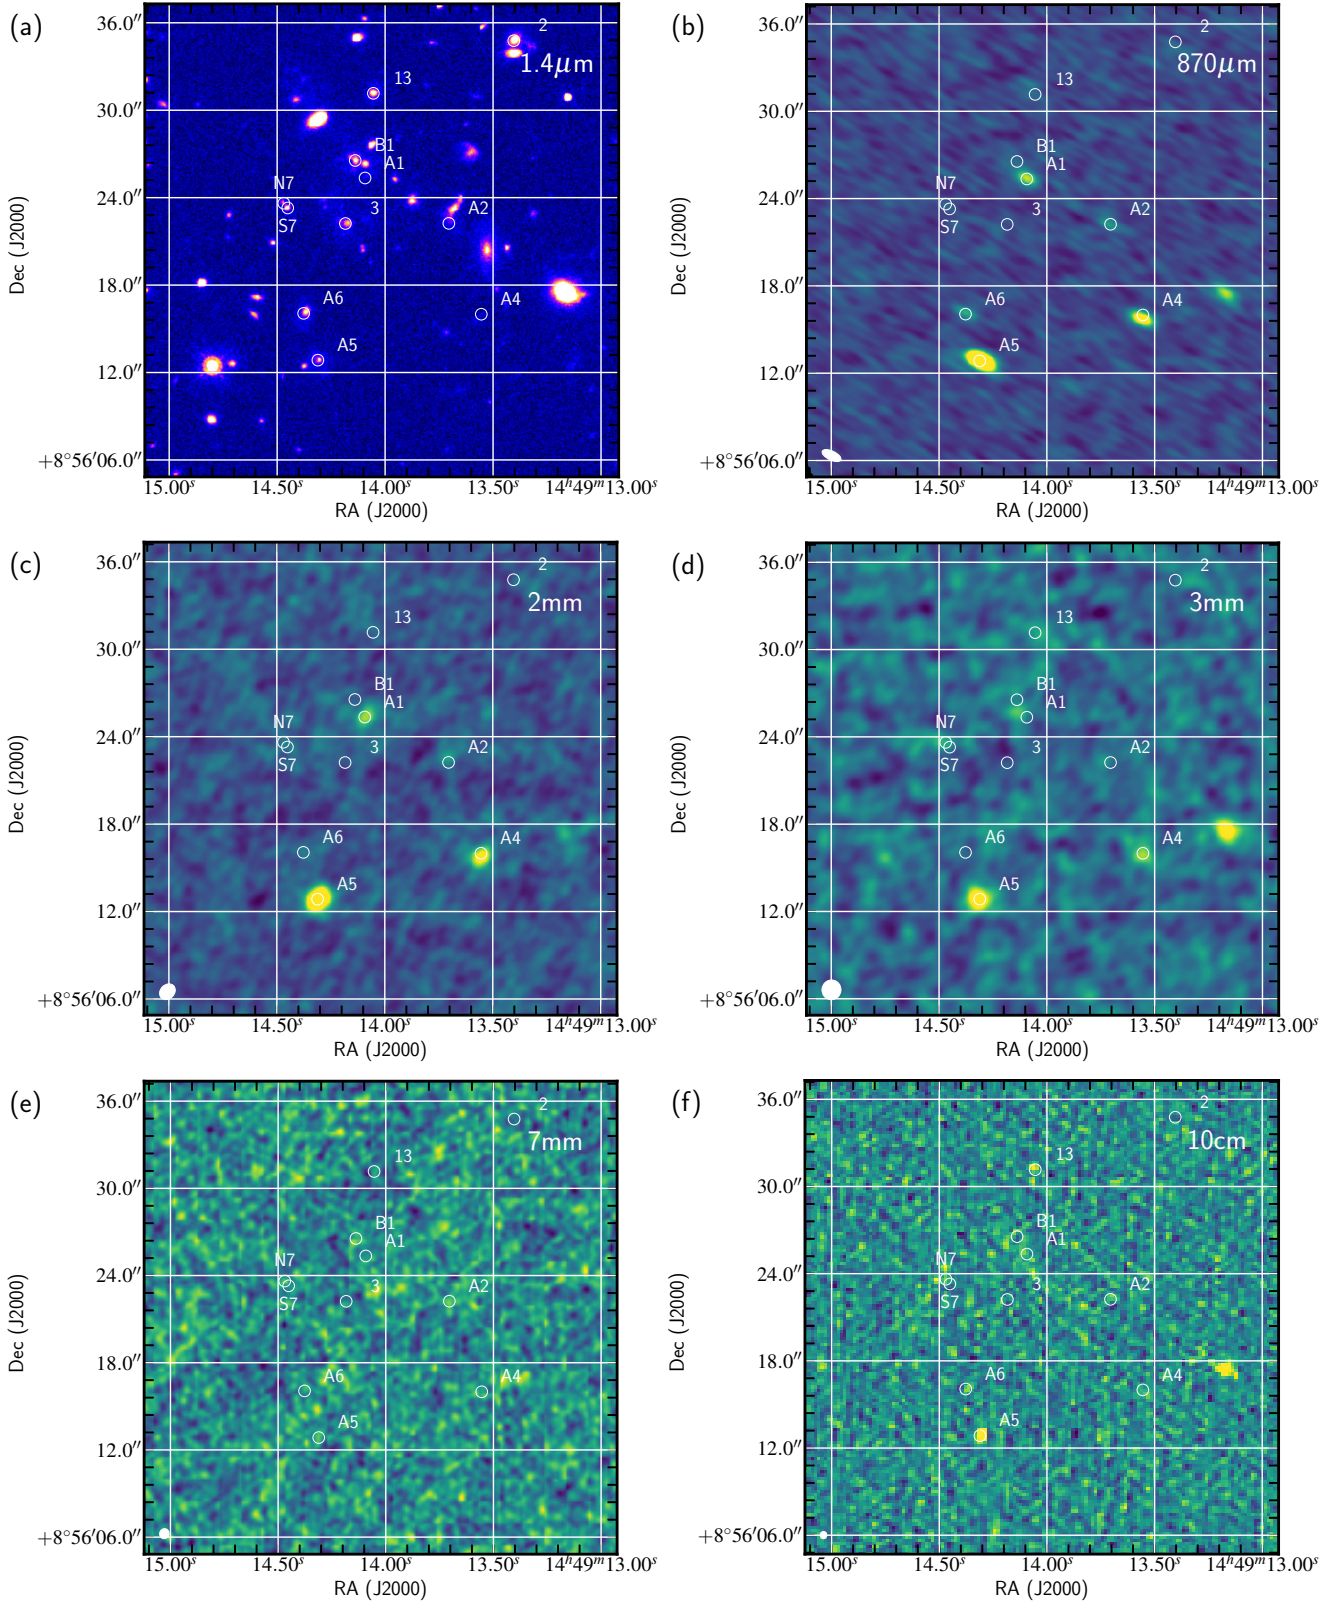 (a)
1.4μm
2
13
B1
A1
N7
S7
3
A2
A6
A4
A5
36.0″
30.0″
24.0″
18.0″
12.0″
+8°56′06.0″
Dec (J2000)
15.00ˢ 14.50ˢ 14.00ˢ 13.50ˢ 14ʰ49ᵐ13.00ˢ
RA (J2000)
(b)
870μm
2
13
B1
A1
N7
S7
3
A2
A6
A4
A5
36.0″
30.0″
24.0″
18.0″
12.0″
+8°56′06.0″
Dec (J2000)
15.00ˢ 14.50ˢ 14.00ˢ 13.50ˢ 14ʰ49ᵐ13.00ˢ
RA (J2000)
(c)
2mm
2
13
B1
A1
N7
S7
3
A2
A6
A4
A5
36.0″
30.0″
24.0″
18.0″
12.0″
+8°56′06.0″
Dec (J2000)
15.00ˢ 14.50ˢ 14.00ˢ 13.50ˢ 14ʰ49ᵐ13.00ˢ
RA (J2000)
(d)
3mm
2
13
B1
A1
N7
S7
3
A2
A6
A4
A5
36.0″
30.0″
24.0″
18.0″
12.0″
+8°56′06.0″
Dec (J2000)
15.00ˢ 14.50ˢ 14.00ˢ 13.50ˢ 14ʰ49ᵐ13.00ˢ
RA (J2000)
(e)
7mm
2
13
B1
A1
N7
S7
3
A2
A6
A4
A5
36.0″
30.0″
24.0″
18.0″
12.0″
+8°56′06.0″
Dec (J2000)
15.00ˢ 14.50ˢ 14.00ˢ 13.50ˢ 14ʰ49ᵐ13.00ˢ
RA (J2000)
(f)
10cm
2
13
B1
A1
N7
S7
3
A2
A6
A4
A5
36.0″
30.0″
24.0″
18.0″
12.0″
+8°56′06.0″
Dec (J2000)
15.00ˢ 14.50ˢ 14.00ˢ 13.50ˢ 14ʰ49ᵐ13.00ˢ
RA (J2000)